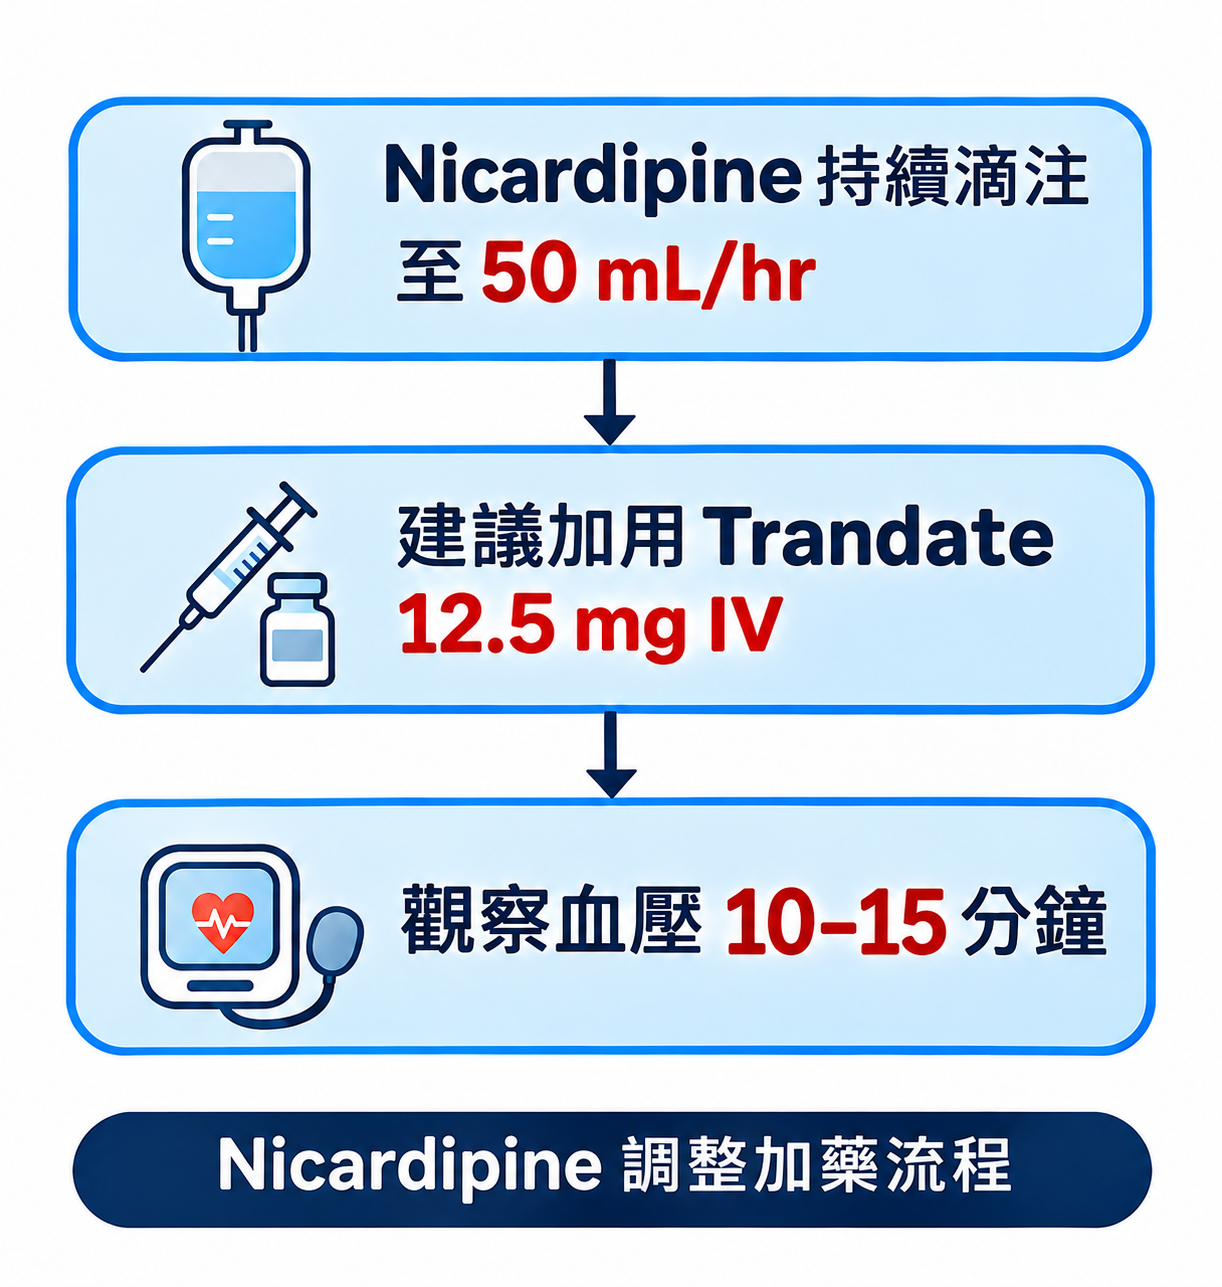 Nicardipine 持續滴注
至 50 mL/hr
建議加用 Trandate
12.5 mg IV
觀察血壓 10–15 分鐘
Nicardipine 調整加藥流程